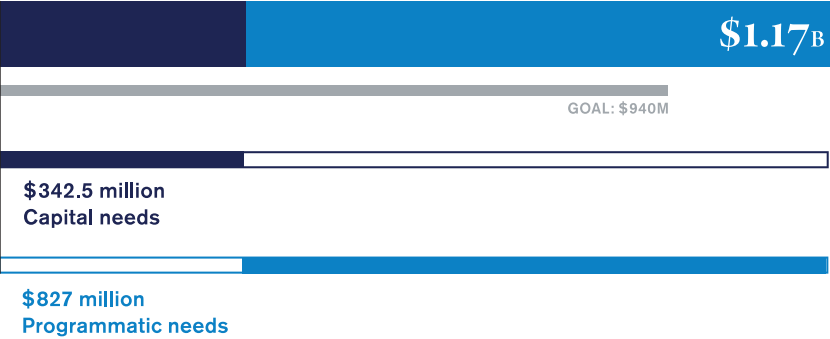 $1.17B
GOAL: $940M
$342.5 million
Capital needs
$827 million
Programmatic needs